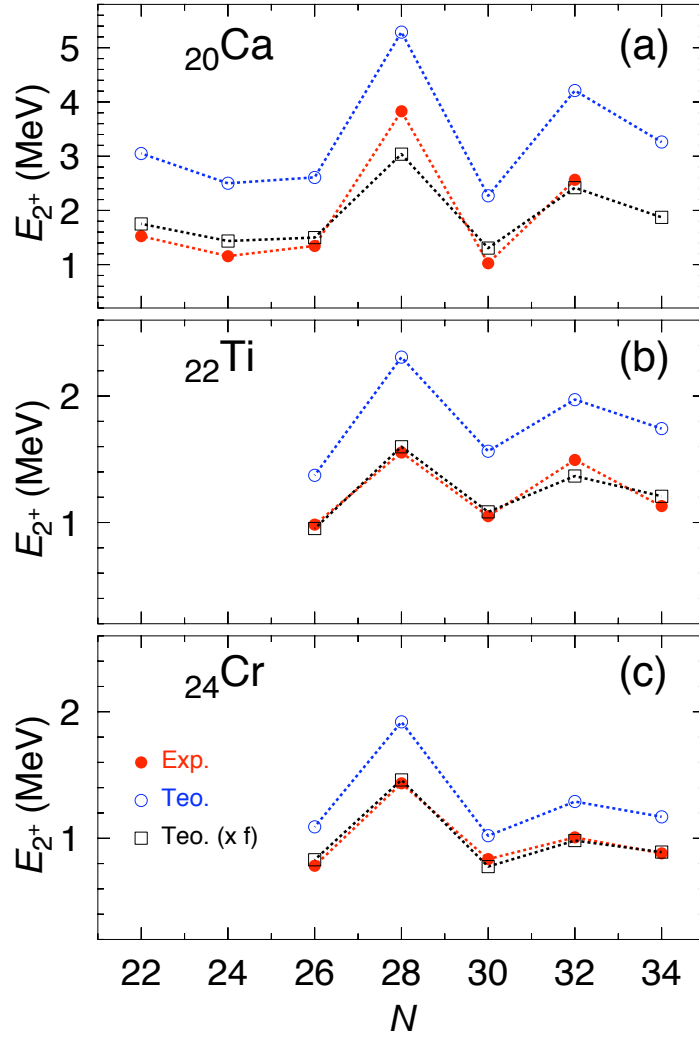 20Ca (a)
5
4
3
2
1
E2+ (MeV)
22Ti (b)
2
1
E2+ (MeV)
24Cr (c)
2
1
E2+ (MeV)
Exp.
Teo.
Teo. (x f)
22 24 26 28 30 32 34
N